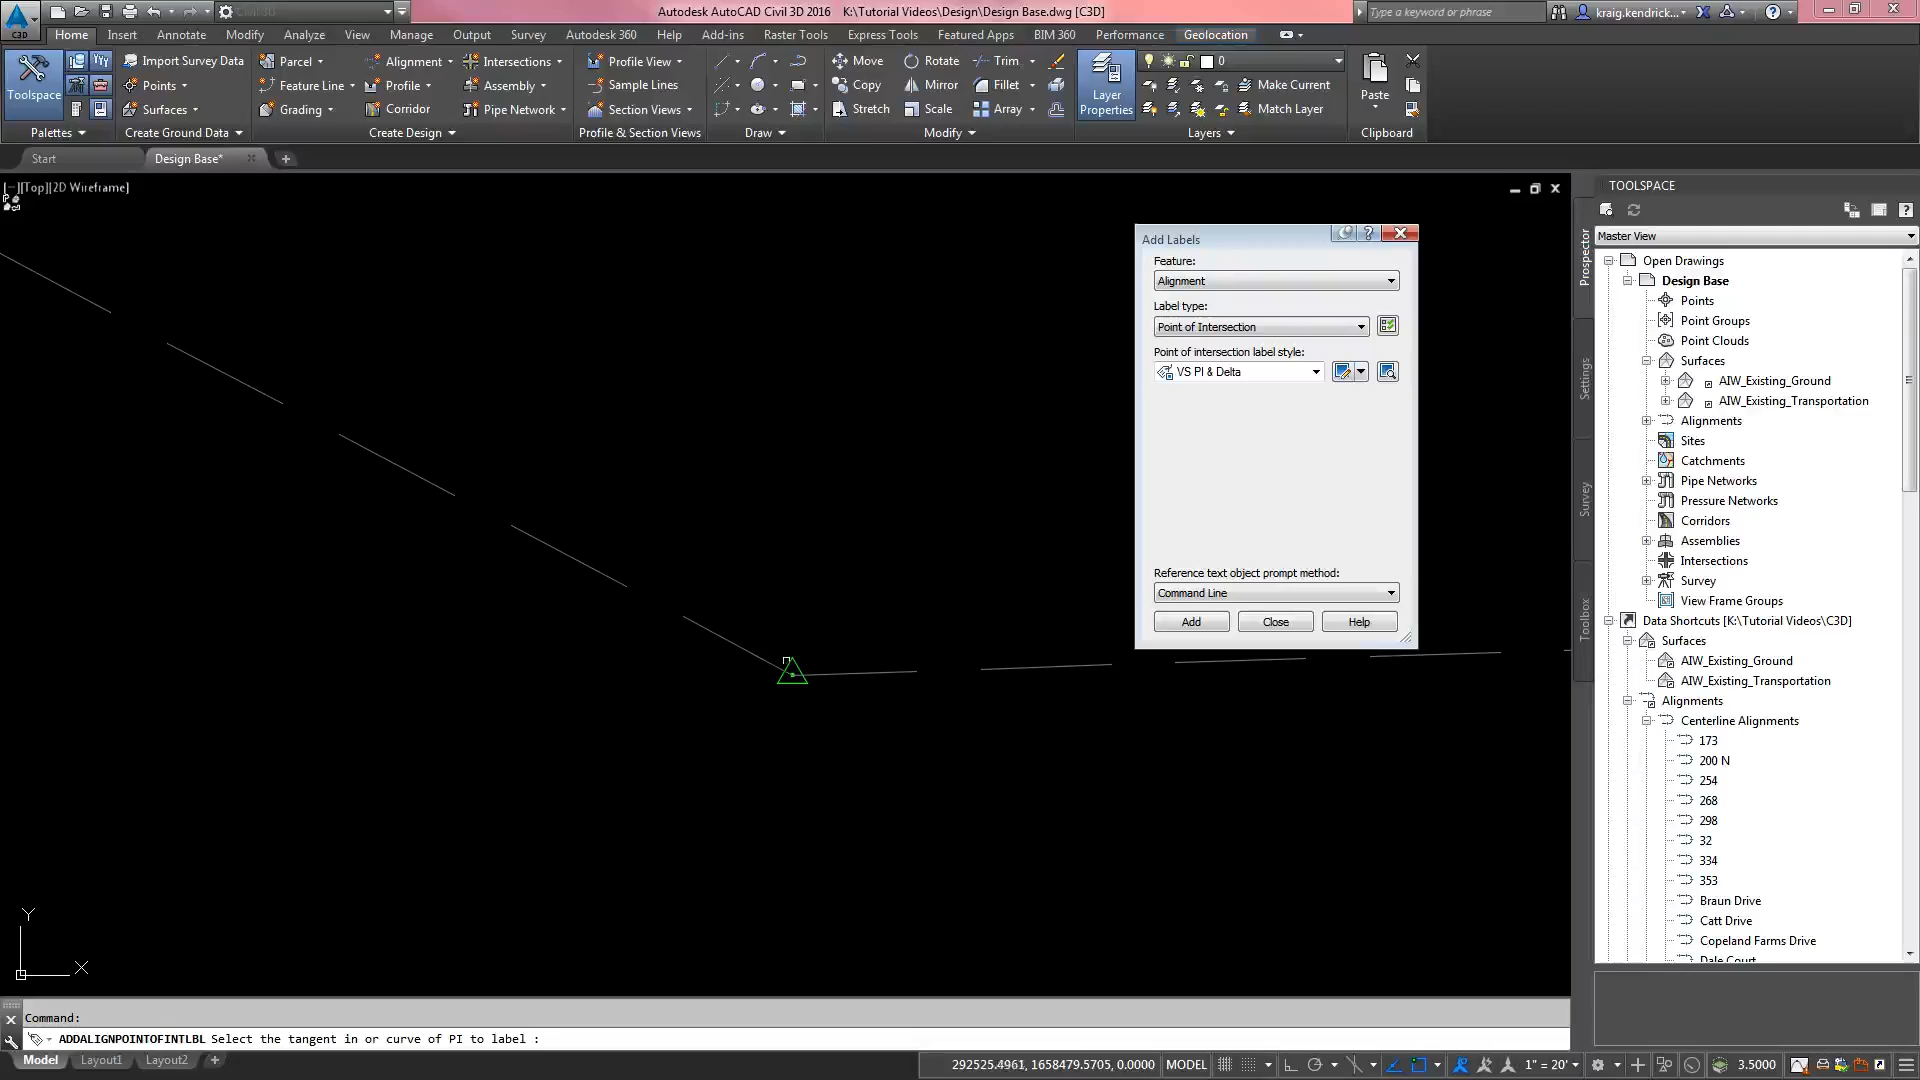 Civil 3D
Autodesk AutoCAD Civil 3D 2016 K:\Tutorial Videos\Design\Design Base.dwg [C3D]
Type a keyword or phrase
kraig.kendrick...
C3D
Home Insert Annotate Modify Analyze View Manage Output Survey Autodesk 360 Help Add-ins Raster Tools Express Tools Featured Apps BIM 360 Performance Geolocation
Toolspace
Import Survey Data
Points
Surfaces
Parcel
Feature Line
Grading
Alignment
Profile
Corridor
Intersections
Assembly
Pipe Network
Profile View
Sample Lines
Section Views
Move
Copy
Stretch
Rotate
Mirror
Scale
Trim
Fillet
Array
Layer
Properties
0
Make Current
Match Layer
Paste
Palettes
Create Ground Data
Create Design
Profile & Section Views
Draw
Modify
Layers
Clipboard
Start
Design Base*
[−][Top][2D Wireframe]
Add Labels
Feature:
Alignment
Label type:
Point of Intersection
Point of intersection label style:
VS PI & Delta
Reference text object prompt method:
Command Line
Add Close Help
TOOLSPACE
Master View
Prospector
Settings
Survey
Toolbox
Open Drawings
Design Base
Points
Point Groups
Point Clouds
Surfaces
AIW_Existing_Ground
AIW_Existing_Transportation
Alignments
Sites
Catchments
Pipe Networks
Pressure Networks
Corridors
Assemblies
Intersections
Survey
View Frame Groups
Data Shortcuts [K:\Tutorial Videos\C3D]
Surfaces
AIW_Existing_Ground
AIW_Existing_Transportation
Alignments
Centerline Alignments
173
200 N
254
268
298
32
334
353
Braun Drive
Catt Drive
Copeland Farms Drive
Dale Court
Y
X
Command:
ADDALIGNPOINTOFINTLBL Select the tangent in or curve of PI to label :
Model Layout1 Layout2
292525.4961, 1658479.5705, 0.0000 MODEL
1" = 20'
3.5000